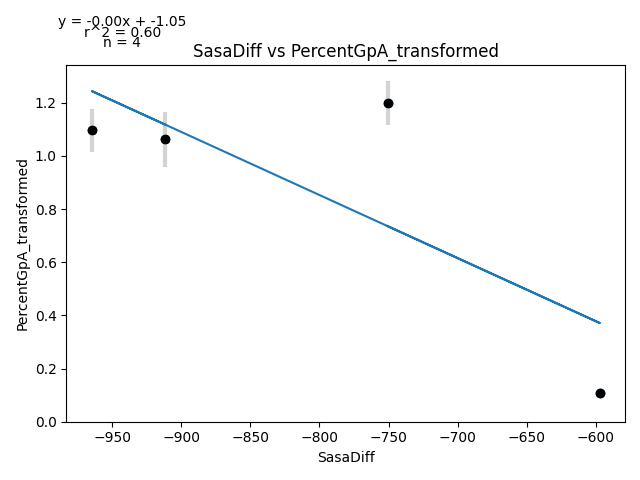 y = -0.00x + -1.05
r^2 = 0.60
n = 4
SasaDiff vs PercentGpA_transformed
PercentGpA_transformed
1.2
1.0
0.8
0.6
0.4
0.2
0.0
−950 −900 −850 −800 −750 −700 −650 −600
SasaDiff